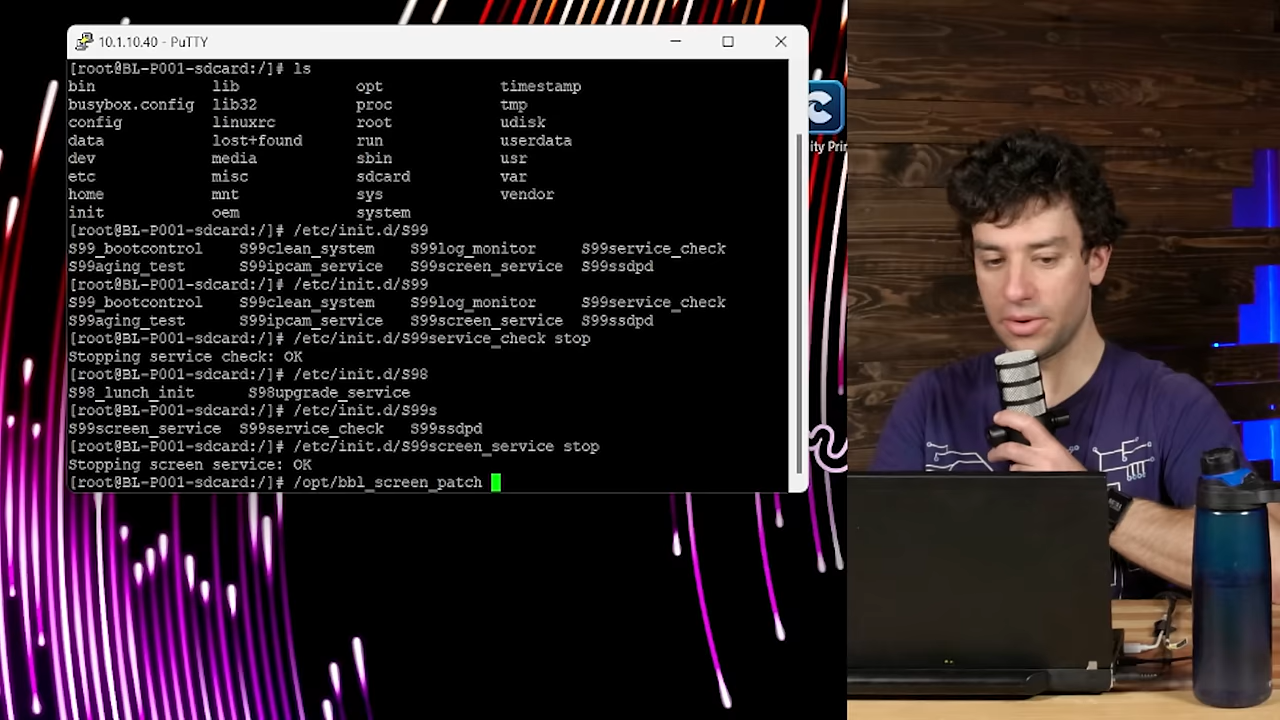 10.1.10.40 - PuTTY
[root@BL-P001-sdcard:/]# ls
bin lib opt timestamp
busybox.config lib32 proc tmp
config linuxrc root udisk
data lost+found run userdata
dev media sbin usr
etc misc sdcard var
home mnt sys vendor
init oem system
[root@BL-P001-sdcard:/]# /etc/init.d/S99
S99_bootcontrol S99clean_system S99log_monitor S99service_check
S99aging_test S99ipcam_service S99screen_service S99ssdpd
[root@BL-P001-sdcard:/]# /etc/init.d/S99
S99_bootcontrol S99clean_system S99log_monitor S99service_check
S99aging_test S99ipcam_service S99screen_service S99ssdpd
[root@BL-P001-sdcard:/]# /etc/init.d/S99service_check stop
Stopping service check: OK
[root@BL-P001-sdcard:/]# /etc/init.d/S98
S98_lunch_init S98upgrade_service
[root@BL-P001-sdcard:/]# /etc/init.d/S99s
S99screen_service S99service_check S99ssdpd
[root@BL-P001-sdcard:/]# /etc/init.d/S99screen_service stop
Stopping screen service: OK
[root@BL-P001-sdcard:/]# /opt/bbl_screen_patch
ity Prin